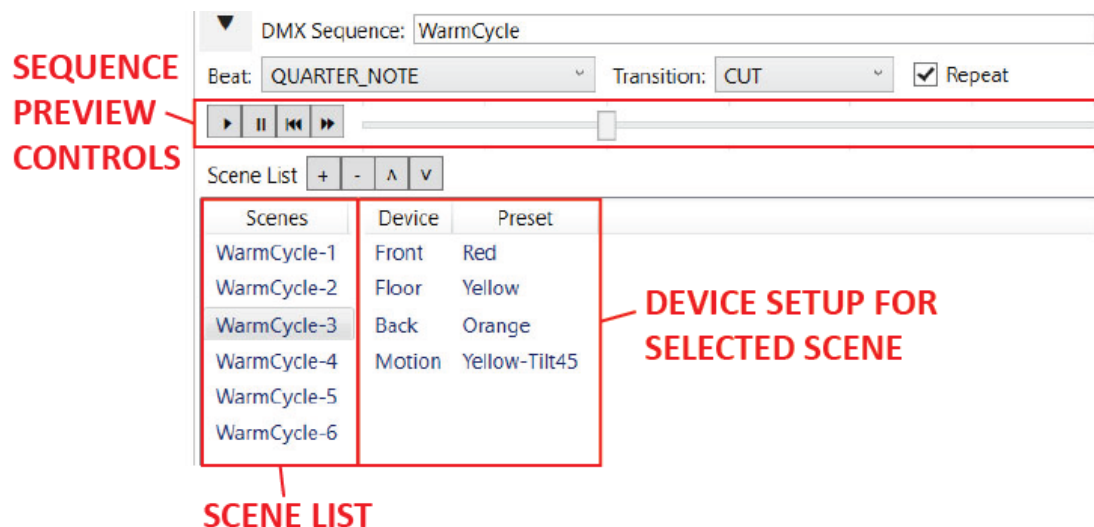 DMX Sequence: WarmCycle
SEQUENCE
PREVIEW
CONTROLS
Beat: QUARTER_NOTE Transition: CUT Repeat
Scene List + - ʌ v
Scenes Device Preset
WarmCycle-1 Front Red
WarmCycle-2 Floor Yellow
WarmCycle-3 Back Orange
WarmCycle-4 Motion Yellow-Tilt45
WarmCycle-5
WarmCycle-6
DEVICE SETUP FOR
SELECTED SCENE
SCENE LIST